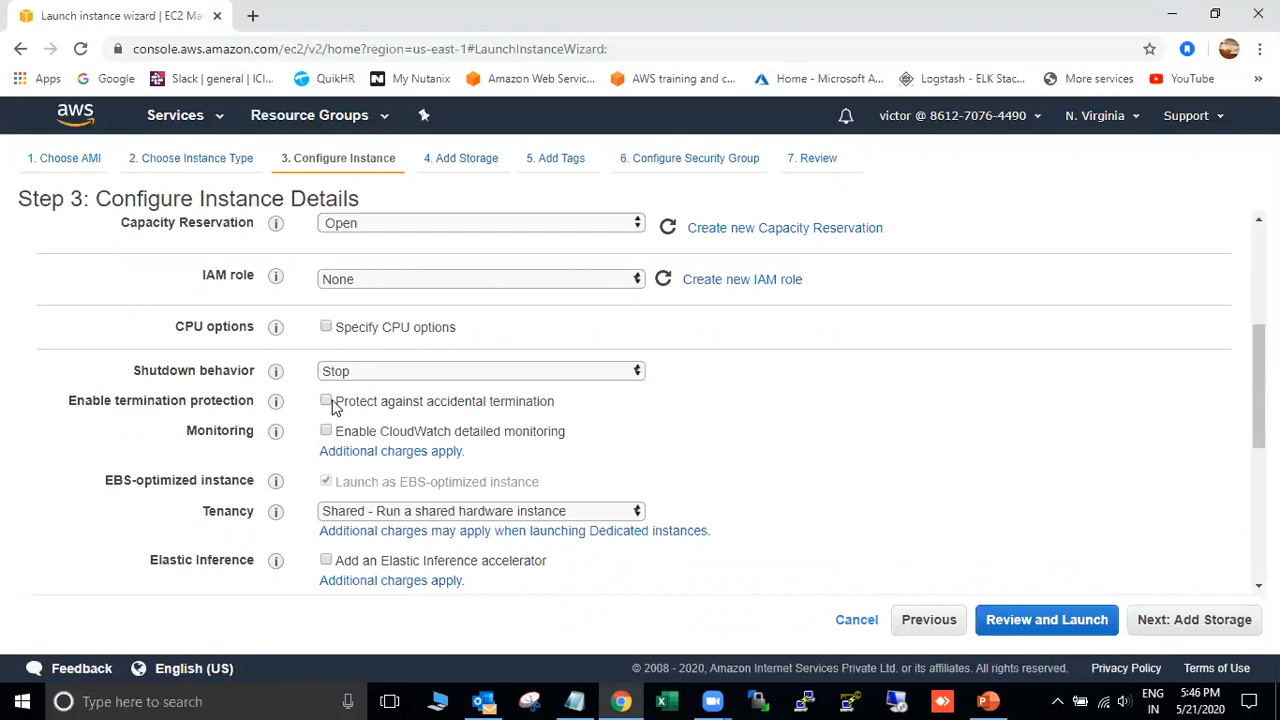 Launch instance wizard | EC2 Ma
console.aws.amazon.com/ec2/v2/home?region=us-east-1#LaunchInstanceWizard:
Apps Google Slack | general | ICI... QuikHR My Nutanix Amazon Web Servic... AWS training and c... Home - Microsoft A... Logstash - ELK Stac... More services YouTube »
aws Services Resource Groups victor @ 8612-7076-4490 N. Virginia Support
1. Choose AMI 2. Choose Instance Type 3. Configure Instance 4. Add Storage 5. Add Tags 6. Configure Security Group 7. Review
Step 3: Configure Instance Details
Capacity Reservation i Open Create new Capacity Reservation
IAM role i None Create new IAM role
CPU options i Specify CPU options
Shutdown behavior i Stop
Enable termination protection i Protect against accidental termination
Monitoring i Enable CloudWatch detailed monitoring
Additional charges apply.
EBS-optimized instance i Launch as EBS-optimized instance
Tenancy i Shared - Run a shared hardware instance
Additional charges may apply when launching Dedicated instances.
Elastic Inference i Add an Elastic Inference accelerator
Additional charges apply.
Cancel Previous Review and Launch Next: Add Storage
Feedback English (US) © 2008 - 2020, Amazon Internet Services Private Ltd. or its affiliates. All rights reserved. Privacy Policy Terms of Use
Type here to search ENG IN 5:46 PM 5/21/2020